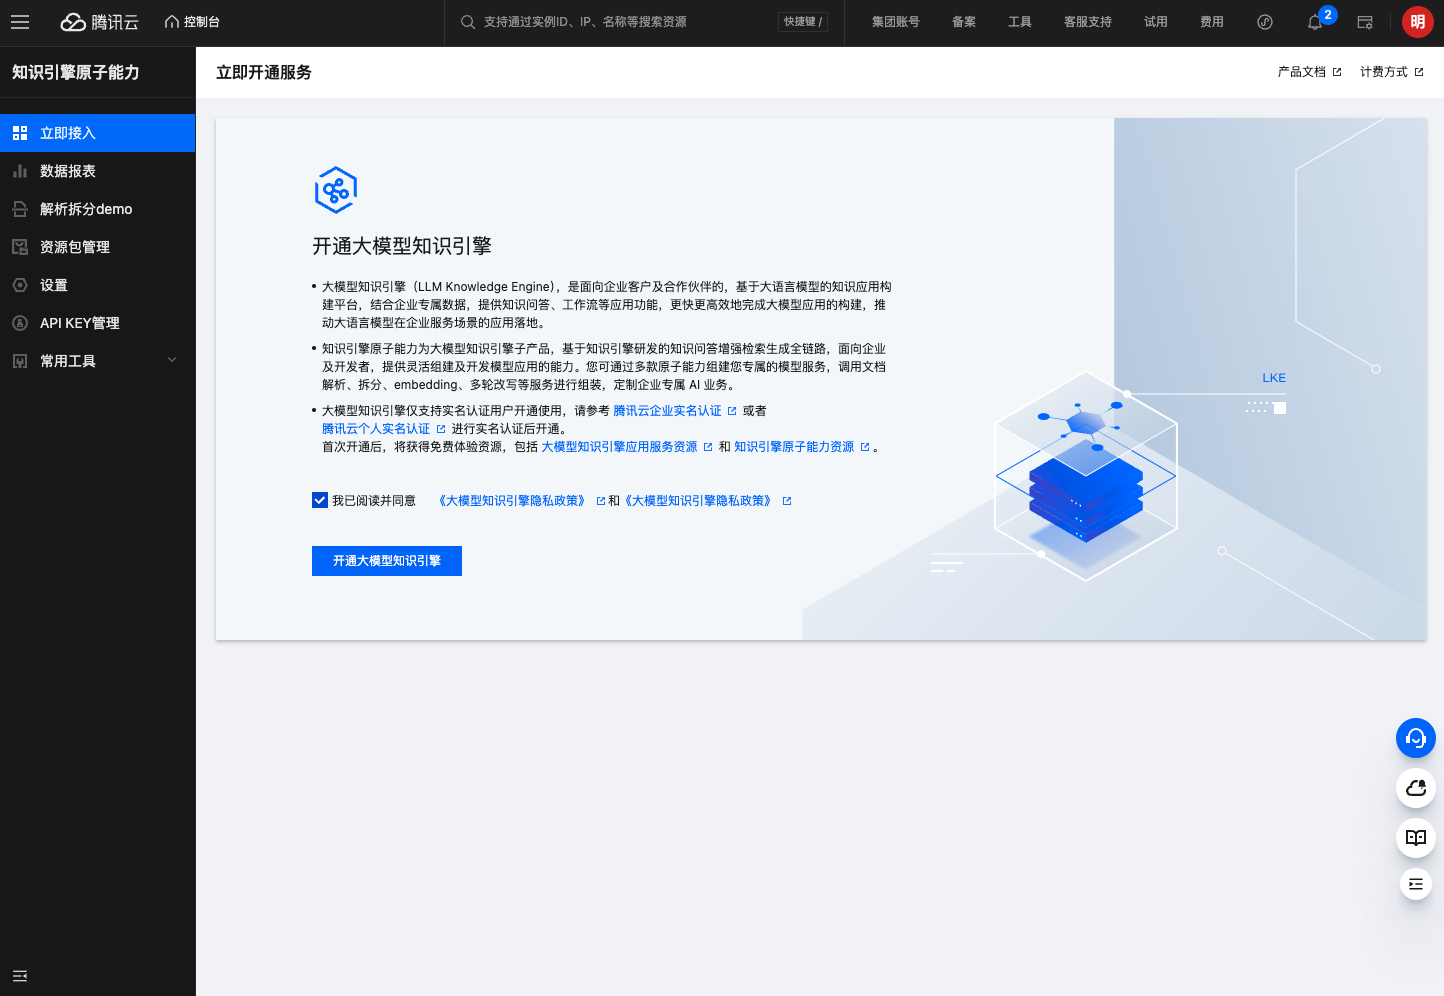 腾讯云
控制台
支持通过实例ID、IP、名称等搜索资源
快捷键 /
集团账号
备案
工具
客服支持
试用
费用
2
明
知识引擎原子能力
立即接入
数据报表
解析拆分demo
资源包管理
设置
API KEY管理
常用工具
立即开通服务
产品文档
计费方式
开通大模型知识引擎
• 大模型知识引擎（LLM Knowledge Engine），是面向企业客户及合作伙伴的，基于大语言模型的知识应用构
建平台，结合企业专属数据，提供知识问答、工作流等应用功能，更快更高效地完成大模型应用的构建，推
动大语言模型在企业服务场景的应用落地。
• 知识引擎原子能力为大模型知识引擎子产品，基于知识引擎研发的知识问答增强检索生成全链路，面向企业
及开发者，提供灵活组建及开发模型应用的能力。您可通过多款原子能力组建您专属的模型服务，调用文档
解析、拆分、embedding、多轮改写等服务进行组装，定制企业专属 AI 业务。
• 大模型知识引擎仅支持实名认证用户开通使用，请参考 腾讯云企业实名认证 或者
腾讯云个人实名认证 进行实名认证后开通。
首次开通后，将获得免费体验资源，包括 大模型知识引擎应用服务资源 和 知识引擎原子能力资源 。
我已阅读并同意 《大模型知识引擎隐私政策》 和《大模型知识引擎隐私政策》
开通大模型知识引擎
LKE